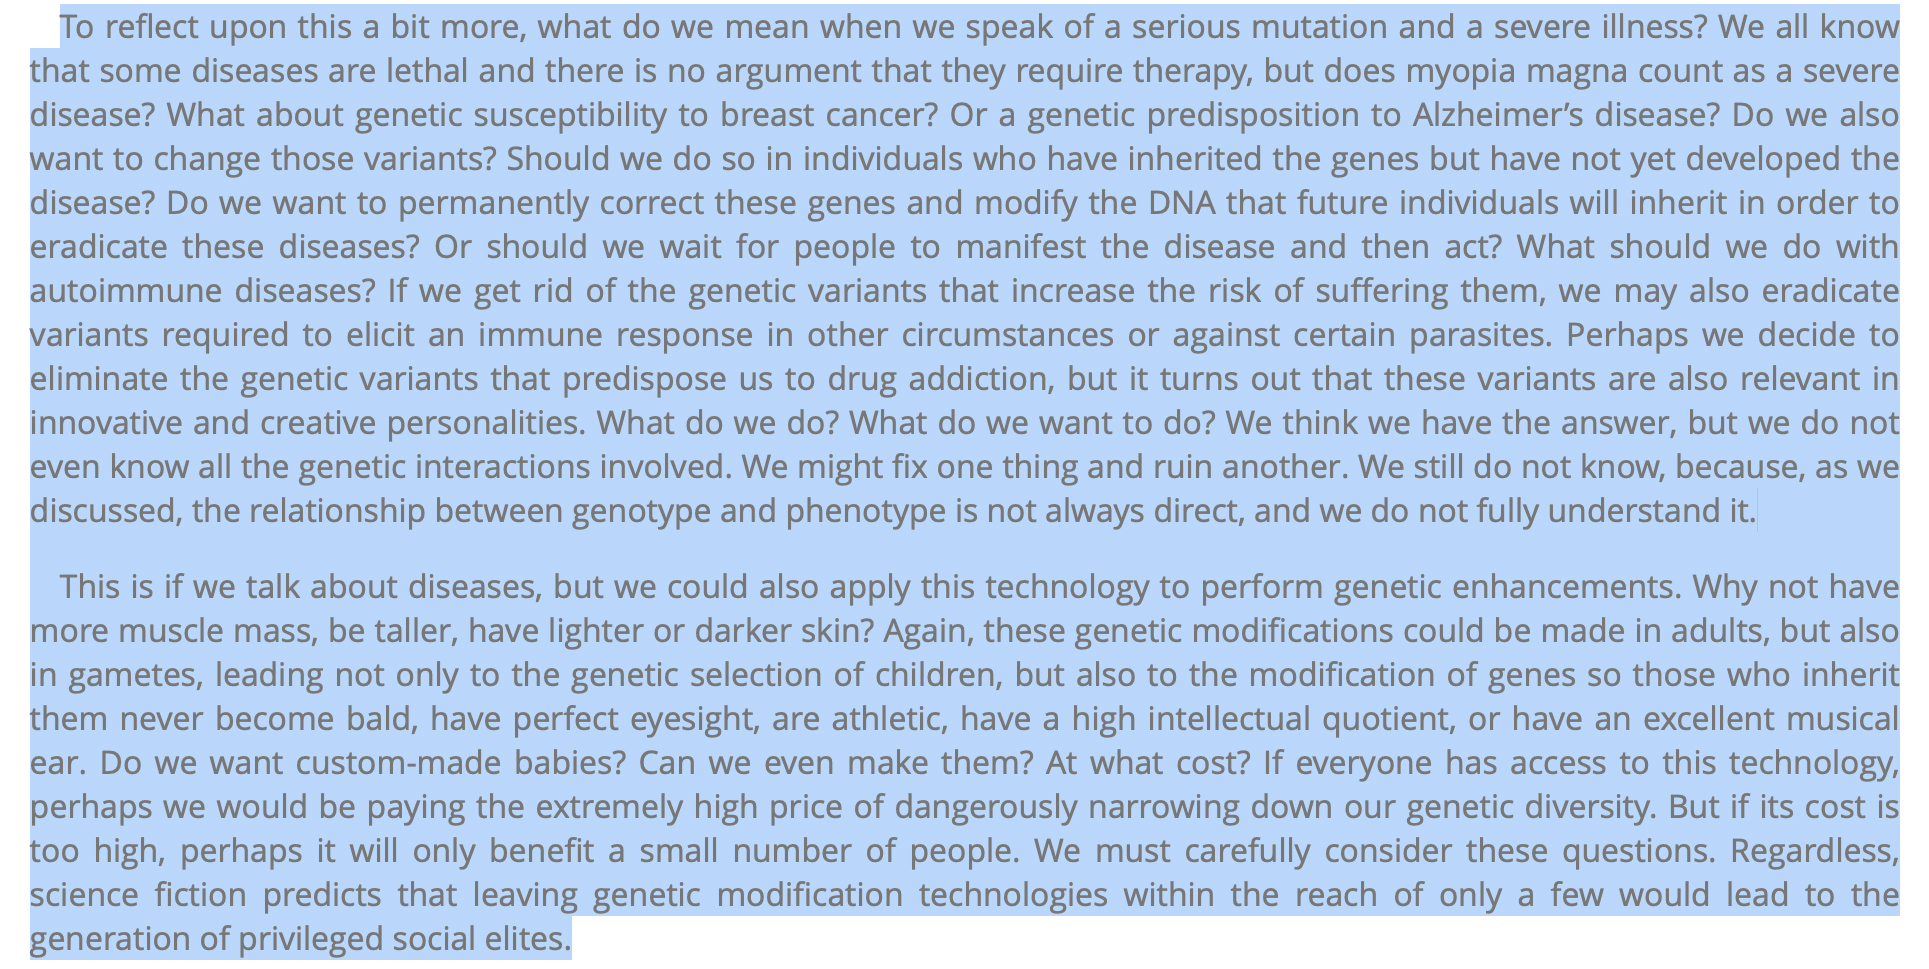 To reflect upon this a bit more, what do we mean when we speak of a serious mutation and a severe illness? We all know
that some diseases are lethal and there is no argument that they require therapy, but does myopia magna count as a severe
disease? What about genetic susceptibility to breast cancer? Or a genetic predisposition to Alzheimer’s disease? Do we also
want to change those variants? Should we do so in individuals who have inherited the genes but have not yet developed the
disease? Do we want to permanently correct these genes and modify the DNA that future individuals will inherit in order to
eradicate these diseases? Or should we wait for people to manifest the disease and then act? What should we do with
autoimmune diseases? If we get rid of the genetic variants that increase the risk of suffering them, we may also eradicate
variants required to elicit an immune response in other circumstances or against certain parasites. Perhaps we decide to
eliminate the genetic variants that predispose us to drug addiction, but it turns out that these variants are also relevant in
innovative and creative personalities. What do we do? What do we want to do? We think we have the answer, but we do not
even know all the genetic interactions involved. We might fix one thing and ruin another. We still do not know, because, as we
discussed, the relationship between genotype and phenotype is not always direct, and we do not fully understand it.
This is if we talk about diseases, but we could also apply this technology to perform genetic enhancements. Why not have
more muscle mass, be taller, have lighter or darker skin? Again, these genetic modifications could be made in adults, but also
in gametes, leading not only to the genetic selection of children, but also to the modification of genes so those who inherit
them never become bald, have perfect eyesight, are athletic, have a high intellectual quotient, or have an excellent musical
ear. Do we want custom-made babies? Can we even make them? At what cost? If everyone has access to this technology,
perhaps we would be paying the extremely high price of dangerously narrowing down our genetic diversity. But if its cost is
too high, perhaps it will only benefit a small number of people. We must carefully consider these questions. Regardless,
science fiction predicts that leaving genetic modification technologies within the reach of only a few would lead to the
generation of privileged social elites.